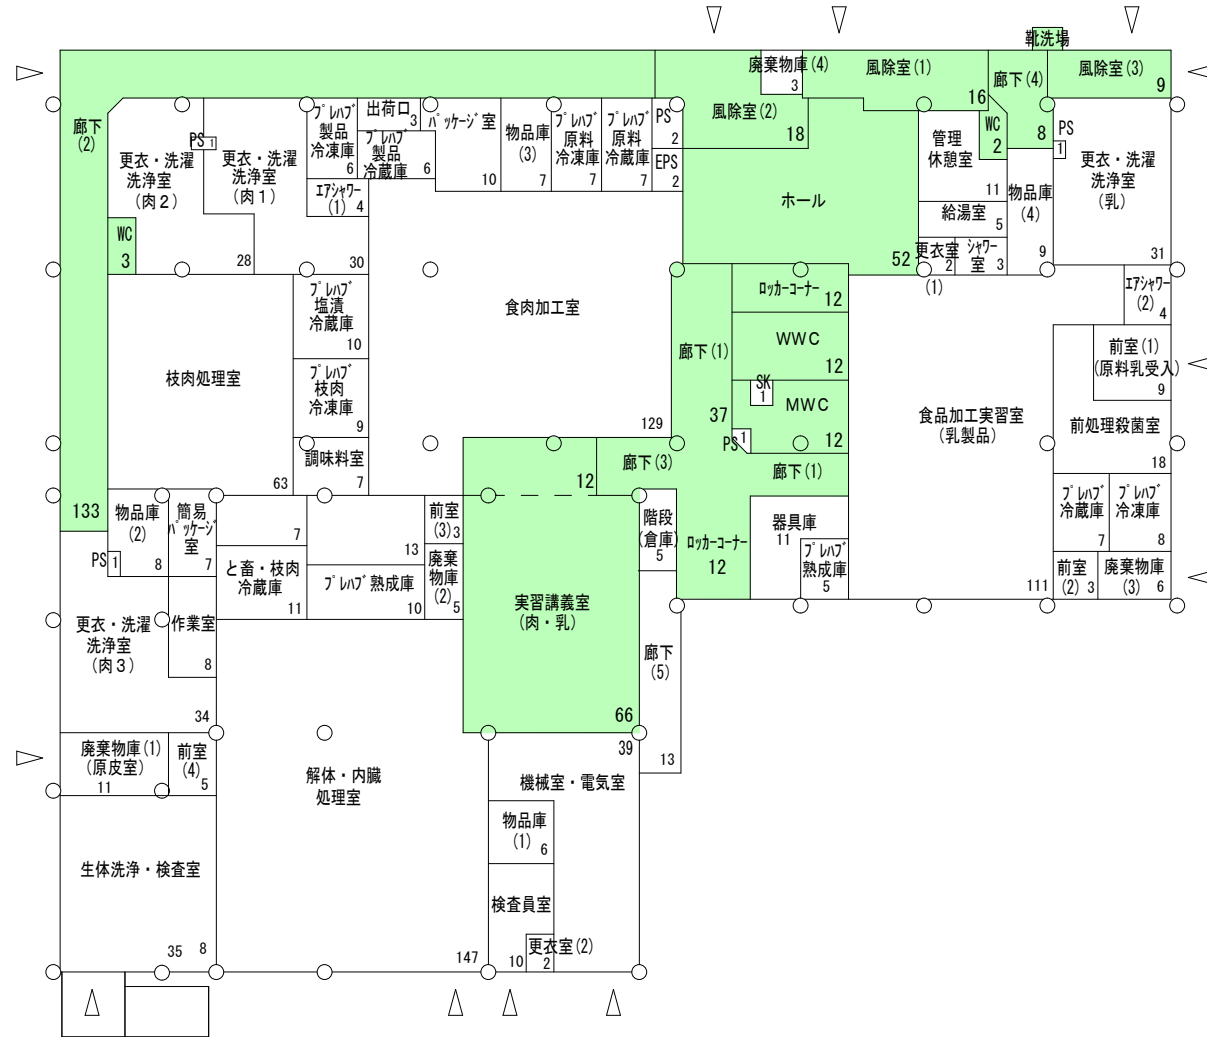 靴洗場
廃棄物庫(4)
3
風除室(1)
16
廊下(4)
8
風除室(3)
9
廊下
(2)
133
更衣・洗濯
洗浄室
(肉2)
28
PS 1
更衣・洗濯
洗浄室
(肉1)
30
プレハブ
製品
冷凍庫
6
出荷口
3
プレハブ
製品
冷蔵庫
6
エアシャワー
(1) 4
パッケージ室
10
物品庫
(3)
7
プレハブ
原料
冷凍庫
7
プレハブ
原料
冷蔵庫
7
PS
2
EPS
2
風除室(2)
18
ホール
52
管理
休憩室
11
WC
2
給湯室
5
更衣室
2
(1)
シャワー
室 3
物品庫
(4)
9
PS
1
更衣・洗濯
洗浄室
(乳)
31
WC
3
枝肉処理室
63
プレハブ
塩漬
冷蔵庫
10
プレハブ
枝肉
冷凍庫
9
調味料室
7
食肉加工室
129
廊下(1)
37
ロッカーコーナー
12
WWC
12
SK
1
MWC
12
PS 1
廊下(1)
廊下(3)
12
食品加工実習室
(乳製品)
111
エアシャワー
(2)
4
前室(1)
(原料乳受入)
9
前処理殺菌室
18
プレハブ
冷蔵庫
7
プレハブ
冷凍庫
8
前室
(2) 3
廃棄物庫
(3) 6
物品庫
(2)
8
PS 1
簡易
パッケージ
室
7
7
と畜・枝肉
冷蔵庫
11
13
プレハブ熟成庫
10
前室
(3) 3
廃棄
物庫
(2) 5
実習講義室
(肉・乳)
66
階段
(倉庫)
5
ロッカーコーナー
12
器具庫
11
プレハブ
熟成庫
5
更衣・洗濯
洗浄室
(肉3)
34
作業室
8
廊下
(5)
13
廃棄物庫(1)
(原皮室)
11
前室
(4)
5
解体・内臓
処理室
147
39
機械室・電気室
物品庫
(1) 6
検査員室
10
更衣室(2)
2
生体洗浄・検査室
35 8